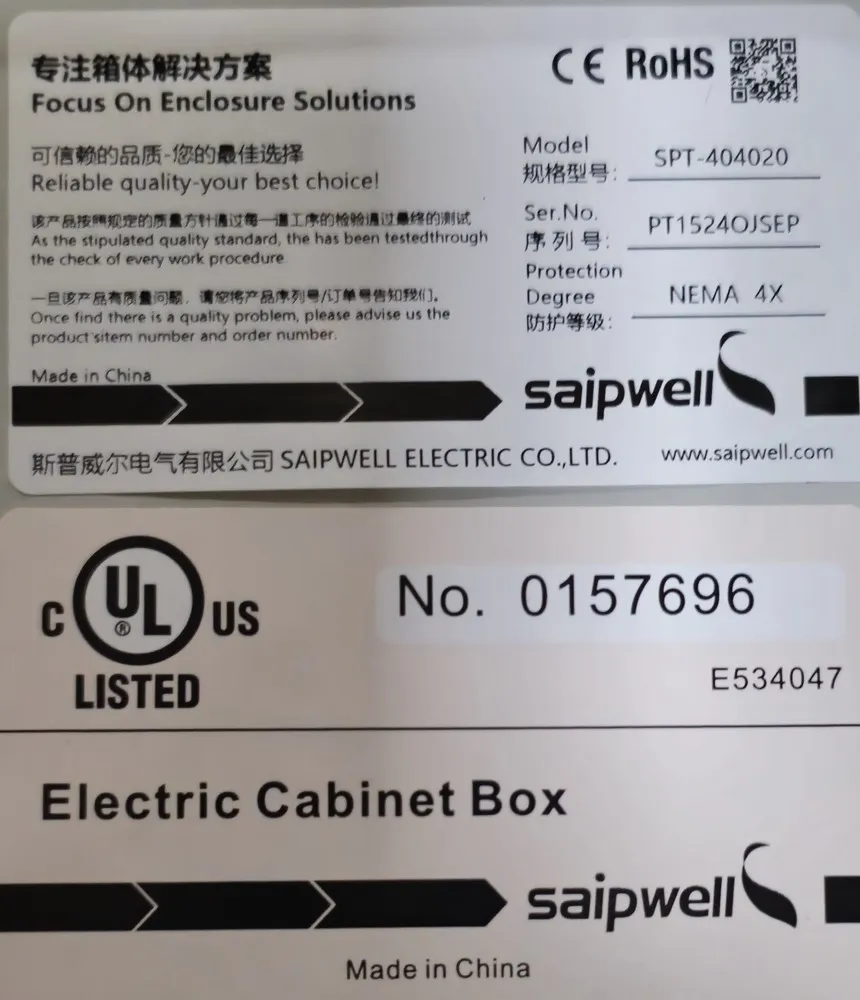 专注箱体解决方案
Focus On Enclosure Solutions
CE RoHS
可信赖的品质-您的最佳选择
Reliable quality-your best choice!
该产品按照规定的质量方针通过每一道工序的检验通过最终的测试
As the stipulated quality standard, the has been testedthrough
the check of every work procedure.
一旦该产品有质量问题，请您将产品序列号/订单号告知我们。
Once find there is a quality problem, please advise us the
product'sitem number and order number.
Made in China
Model
规格型号: SPT-404020
Ser.No.
序列号: PT1524OJSEP
Protection
Degree NEMA 4X
防护等级:
saipwell
斯普威尔电气有限公司 SAIPWELL ELECTRIC CO.,LTD. www.saipwell.com
C UL® US
LISTED
No. 0157696
E534047
Electric Cabinet Box
saipwell
Made in China